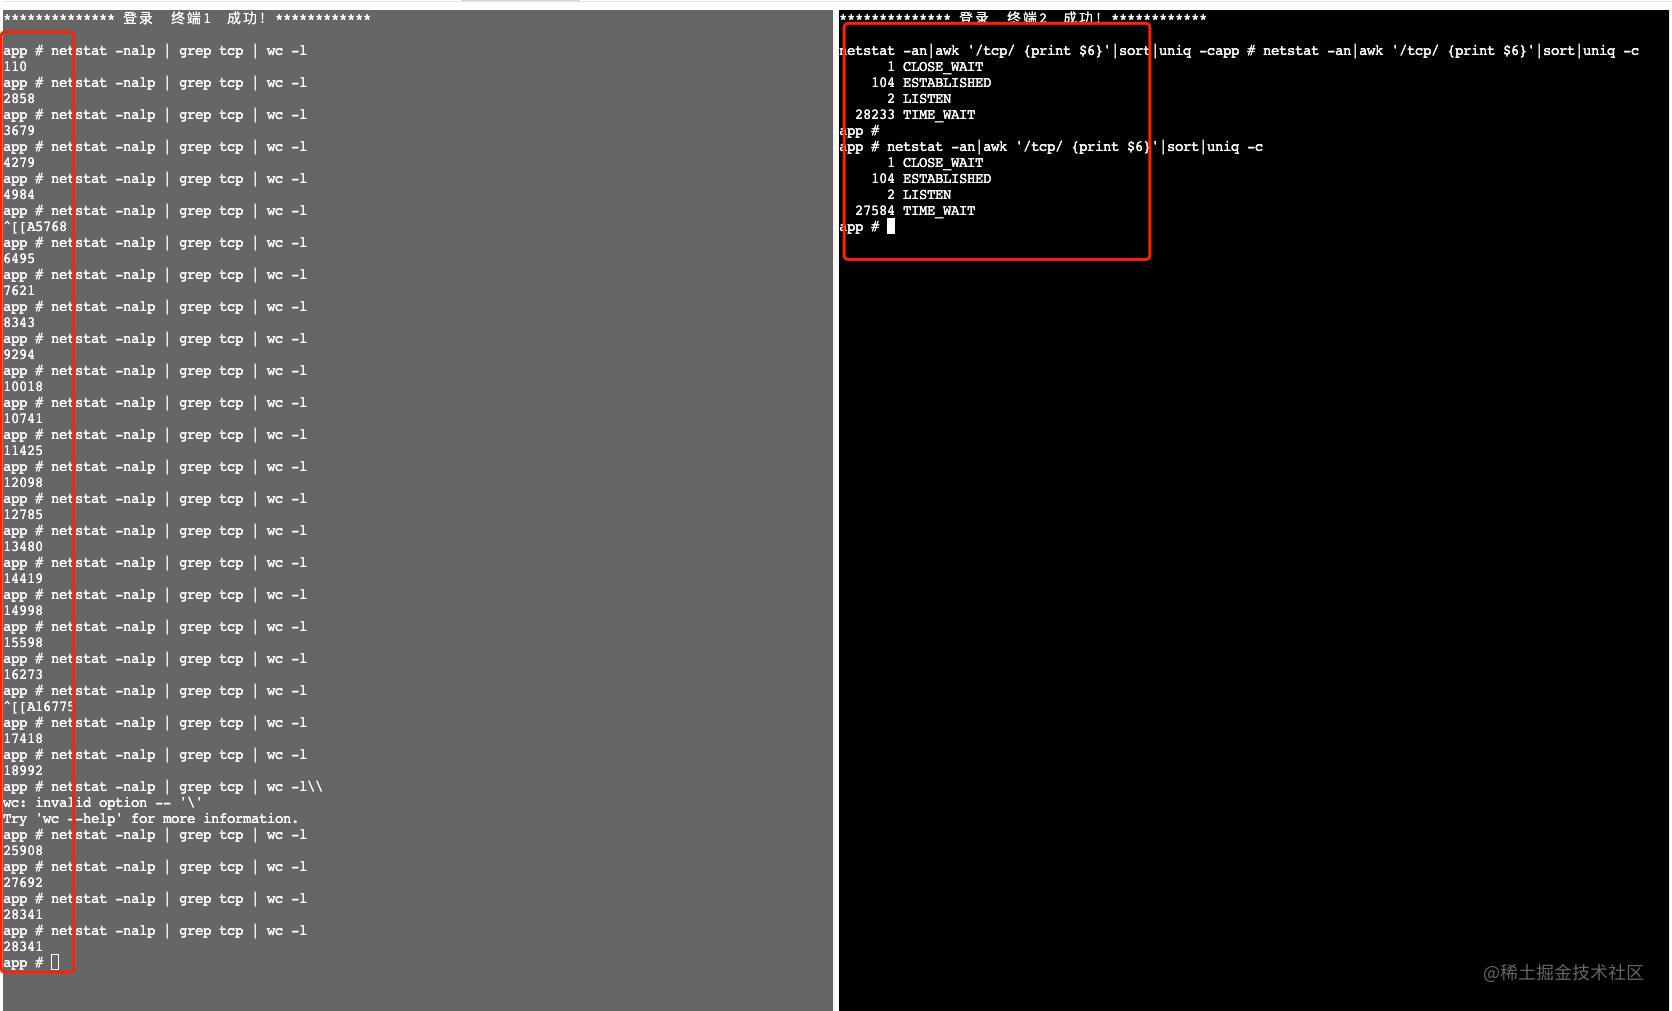 ************** 登录 终端1 成功! ************
app # netstat -nalp | grep tcp | wc -l
110
app # netstat -nalp | grep tcp | wc -l
2858
app # netstat -nalp | grep tcp | wc -l
3679
app # netstat -nalp | grep tcp | wc -l
4279
app # netstat -nalp | grep tcp | wc -l
4984
app # netstat -nalp | grep tcp | wc -l
^[[A5768
app # netstat -nalp | grep tcp | wc -l
6495
app # netstat -nalp | grep tcp | wc -l
7621
app # netstat -nalp | grep tcp | wc -l
8343
app # netstat -nalp | grep tcp | wc -l
9294
app # netstat -nalp | grep tcp | wc -l
10018
app # netstat -nalp | grep tcp | wc -l
10741
app # netstat -nalp | grep tcp | wc -l
11425
app # netstat -nalp | grep tcp | wc -l
12098
app # netstat -nalp | grep tcp | wc -l
12785
app # netstat -nalp | grep tcp | wc -l
13480
app # netstat -nalp | grep tcp | wc -l
14419
app # netstat -nalp | grep tcp | wc -l
14998
app # netstat -nalp | grep tcp | wc -l
15598
app # netstat -nalp | grep tcp | wc -l
16273
app # netstat -nalp | grep tcp | wc -l
^[[A16775
app # netstat -nalp | grep tcp | wc -l
17418
app # netstat -nalp | grep tcp | wc -l
18992
app # netstat -nalp | grep tcp | wc -l\\
wc: invalid option -- '\'
Try 'wc --help' for more information.
app # netstat -nalp | grep tcp | wc -l
25908
app # netstat -nalp | grep tcp | wc -l
27692
app # netstat -nalp | grep tcp | wc -l
28341
app # netstat -nalp | grep tcp | wc -l
28341
app #
************** 登录 终端2 成功! ************
netstat -an|awk '/tcp/ {print $6}'|sort|uniq -capp # netstat -an|awk '/tcp/ {print $6}'|sort|uniq -c
1 CLOSE_WAIT
104 ESTABLISHED
2 LISTEN
28233 TIME_WAIT
app #
app # netstat -an|awk '/tcp/ {print $6}'|sort|uniq -c
1 CLOSE_WAIT
104 ESTABLISHED
2 LISTEN
27584 TIME_WAIT
app #
@稀土掘金技术社区